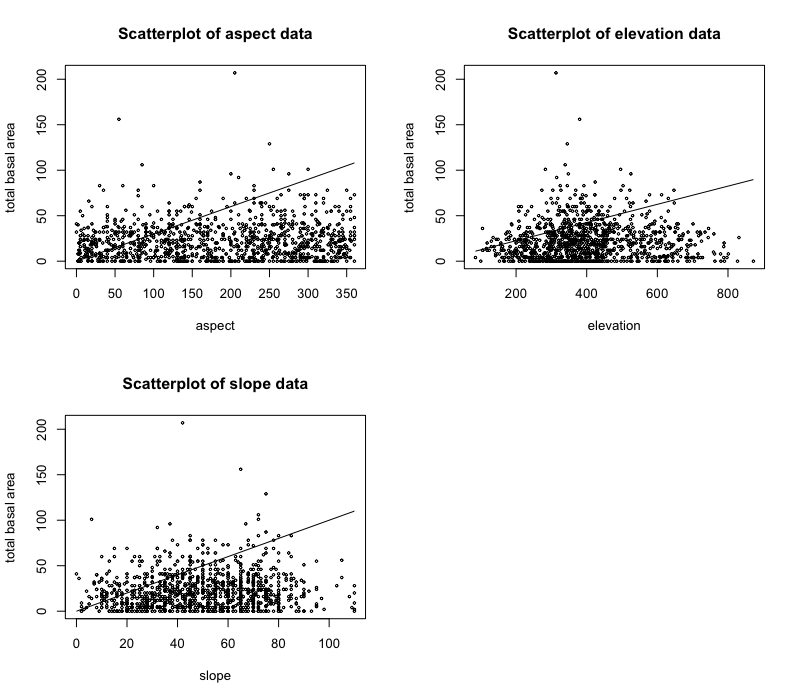 Scatterplot of aspect data
total basal area
0 50 100 150 200
0 50 100 150 200 250 300 350
aspect
Scatterplot of elevation data
total basal area
0 50 100 150 200
200 400 600 800
elevation
Scatterplot of slope data
total basal area
0 50 100 150 200
0 20 40 60 80 100
slope